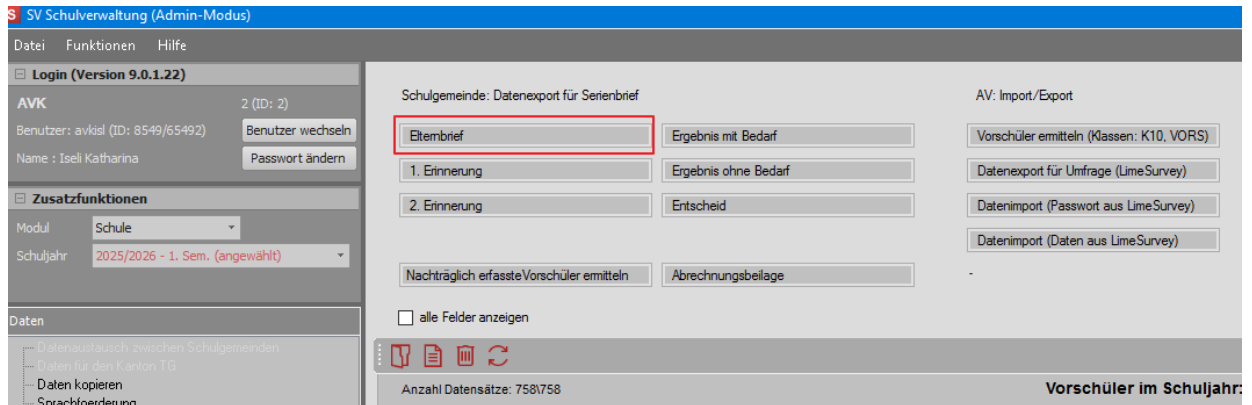 S SV Schulverwaltung (Admin-Modus)
Datei Funktionen Hilfe
Login (Version 9.0.1.22)
AVK 2 (ID: 2)
Benutzer: avkisl (ID: 8549/65492) Benutzer wechseln
Name : Iseli Katharina Passwort ändern
Zusatzfunktionen
Modul Schule
Schuljahr 2025/2026 - 1. Sem. (angewählt)
Daten
Datenaustausch zwischen Schulgemeinden
Daten für den Kanton TG
Daten kopieren
Sprachfoerderung
Schulgemeinde: Datenexport für Serienbrief AV: Import/Export
Elternbrief Ergebnis mit Bedarf Vorschüler ermitteln (Klassen: K10, VORS)
1. Erinnerung Ergebnis ohne Bedarf Datenexport für Umfrage (LimeSurvey)
2. Erinnerung Entscheid Datenimport (Passwort aus LimeSurvey)
Datenimport (Daten aus LimeSurvey)
Nachträglich erfasste Vorschüler ermitteln Abrechnungsbeilage -
alle Felder anzeigen
Anzahl Datensätze: 758\758 Vorschüler im Schuljahr: